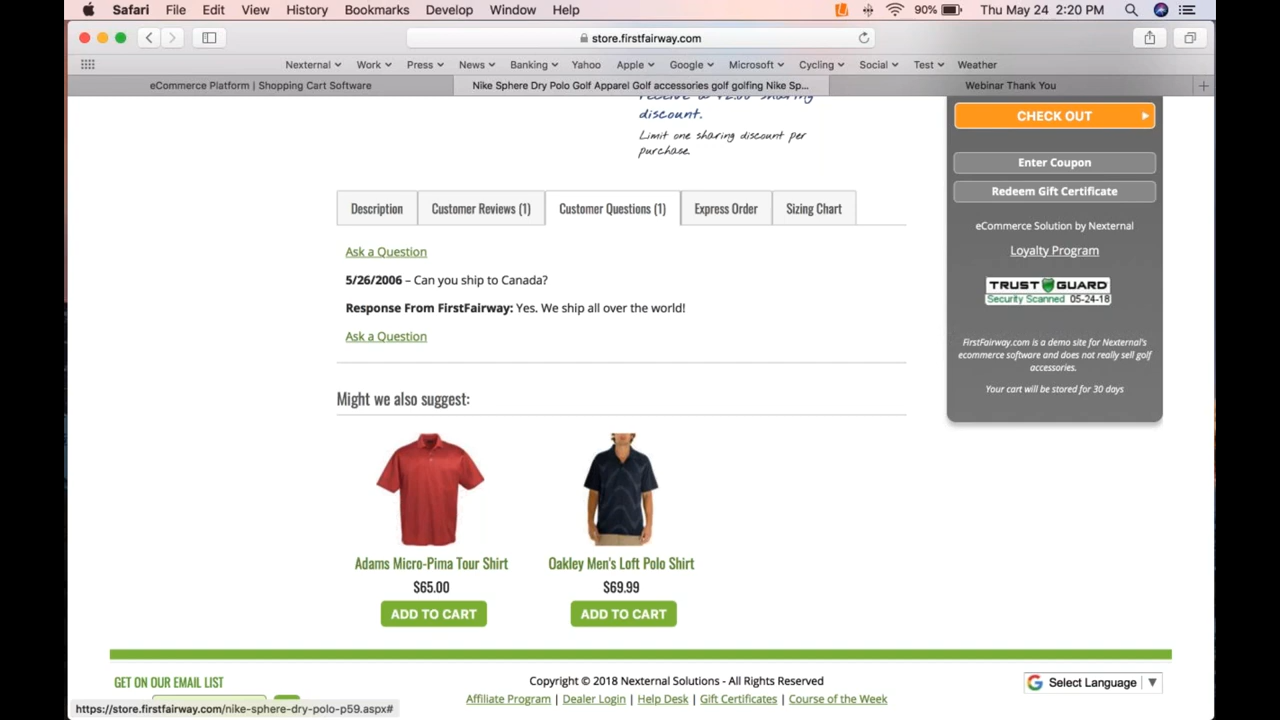 Safari File Edit View History Bookmarks Develop Window Help 90% Thu May 24 2:20 PM
store.firstfairway.com
Nexternal Work Press News Banking Yahoo Apple Google Microsoft Cycling Social Test Weather
eCommerce Platform | Shopping Cart Software
Nike Sphere Dry Polo Golf Apparel Golf accessories golf golfing Nike Sp...
Webinar Thank You
sharing
discount.
Limit one sharing discount per
purchase.
Description
Customer Reviews (1)
Customer Questions (1)
Express Order
Sizing Chart
Ask a Question
5/26/2006 – Can you ship to Canada?
Response From FirstFairway: Yes. We ship all over the world!
Ask a Question
Might we also suggest:
Adams Micro-Pima Tour Shirt
$65.00
ADD TO CART
Oakley Men's Loft Polo Shirt
$69.99
ADD TO CART
CHECK OUT
Enter Coupon
Redeem Gift Certificate
eCommerce Solution by Nexternal
Loyalty Program
TRUST GUARD
Security Scanned 05-24-18
FirstFairway.com is a demo site for Nexternal's
ecommerce software and does not really sell golf
accessories.
Your cart will be stored for 30 days
GET ON OUR EMAIL LIST
Copyright © 2018 Nexternal Solutions - All Rights Reserved
Affiliate Program | Dealer Login | Help Desk | Gift Certificates | Course of the Week
G Select Language
https://store.firstfairway.com/nike-sphere-dry-polo-p59.aspx#